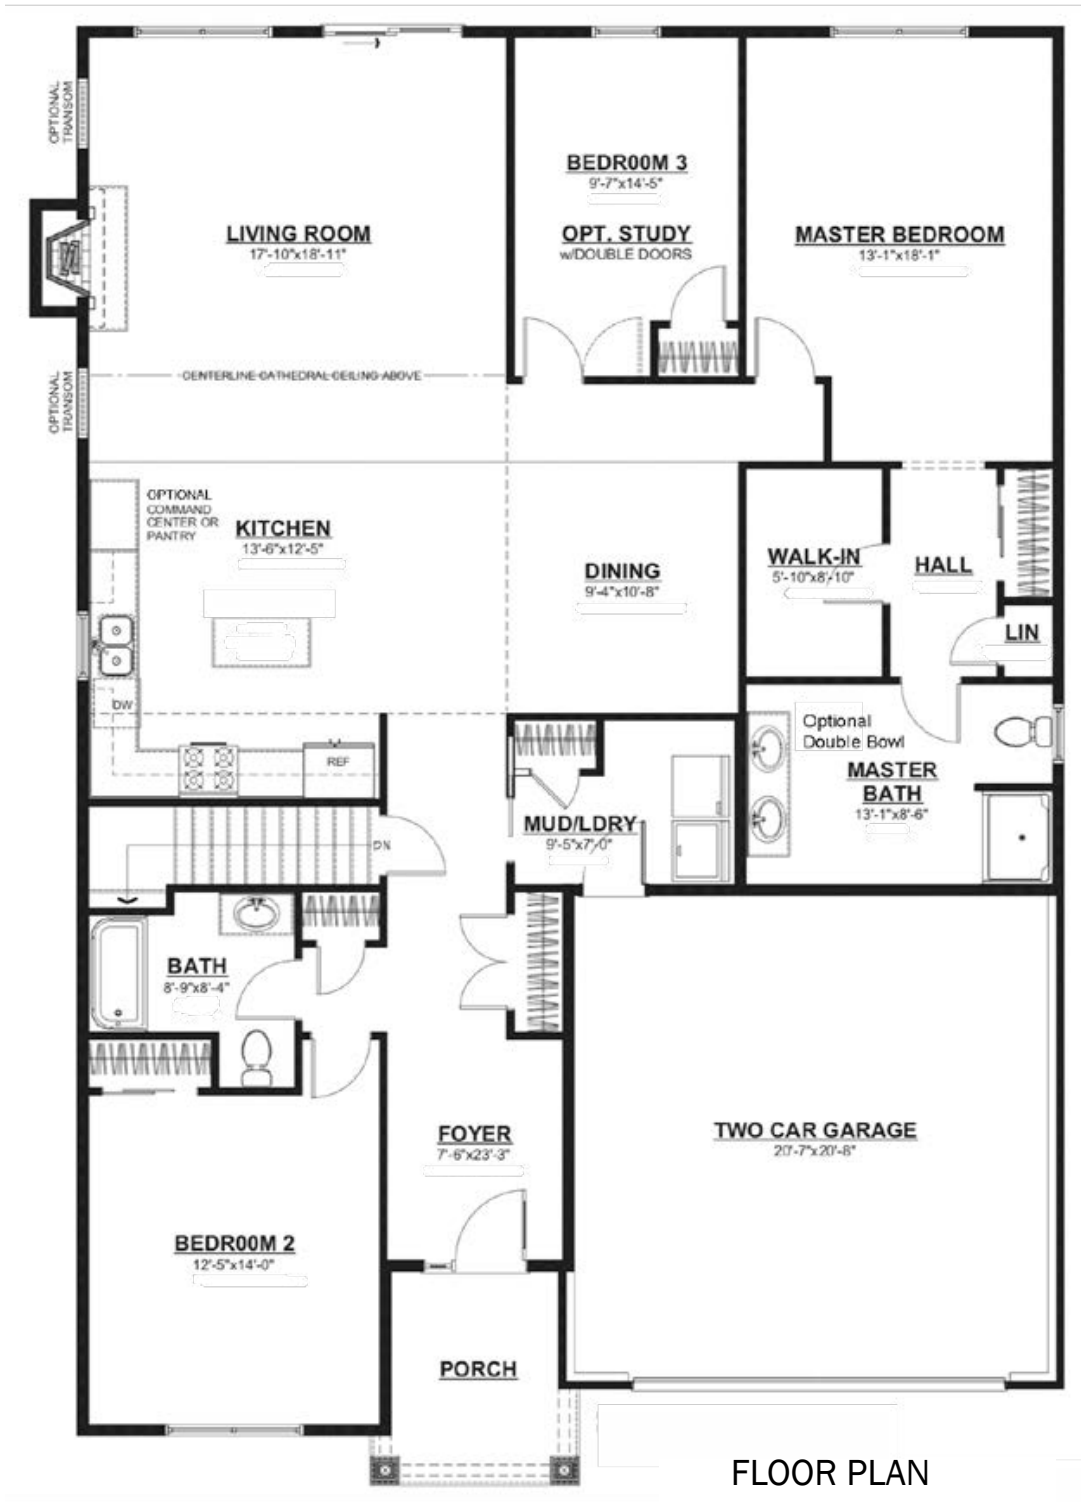 OPTIONAL
TRANSOM
BEDR00M 3
9'-7"x14'-5"
LIVING ROOM
17'-10"x18'-11"
OPT. STUDY
w/DOUBLE DOORS
MASTER BEDROOM
13'-1"x18'-1"
CENTERLINE CATHEDRAL CEILING ABOVE
OPTIONAL
TRANSOM
OPTIONAL
COMMAND
CENTER OR
PANTRY
KITCHEN
13'-6"x12'-5"
DINING
9'-4"x10'-8"
WALK-IN
5'-10"x8'-10"
HALL
LIN
DW
REF
Optional
Double Bowl
MASTER
BATH
13'-1"x8'-6"
MUD/LDRY
9'-5"x7'-0"
DN
BATH
8'-9"x8'-4"
FOYER
7'-6"x23'-3"
TWO CAR GARAGE
20'-7"x20'-8"
BEDR00M 2
12'-5"x14'-0"
PORCH
FLOOR PLAN